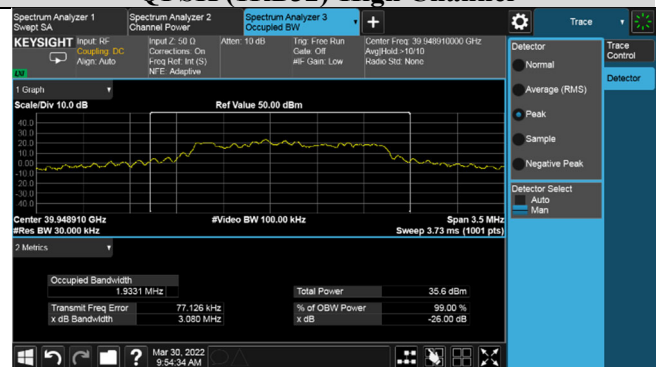 Spectrum Analyzer 1
Swept SA
Spectrum Analyzer 2
Channel Power
Spectrum Analyzer 3
Occupied BW
+
Trace
KEYSIGHT
Input: RF
Coupling: DC
Align: Auto
Input Z: 50 Ω
Corrections: On
Freq Ref: Int (S)
NFE: Adaptive
Atten: 10 dB
Trig: Free Run
Gate: Off
#IF Gain: Low
Center Freq: 39.948910000 GHz
Avg|Hold:>10/10
Radio Std: None
1 Graph
Scale/Div 10.0 dB
Ref Value 50.00 dBm
40.0
30.0
20.0
10.0
0.00
-10.0
-20.0
-30.0
-40.0
Center 39.948910 GHz
#Video BW 100.00 kHz
Span 3.5 MHz
#Res BW 30.000 kHz
Sweep 3.73 ms (1001 pts)
2 Metrics
Occupied Bandwidth
1.9331 MHz
Total Power
35.6 dBm
Transmit Freq Error
77.126 kHz
% of OBW Power
99.00 %
x dB Bandwidth
3.080 MHz
x dB
-26.00 dB
Detector
Normal
Average (RMS)
Peak
Sample
Negative Peak
Detector Select
Auto
Man
Trace
Control
Detector
?
Mar 30, 2022
9:54:34 AM